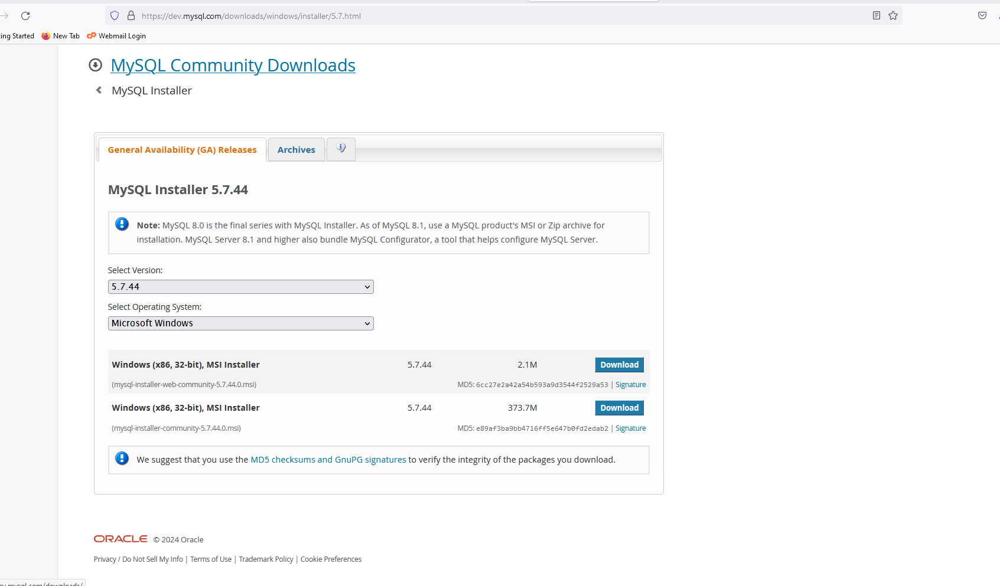 https://dev.mysql.com/downloads/windows/installer/5.7.html
ing Started New Tab Webmail Login
MySQL Community Downloads
MySQL Installer
General Availability (GA) Releases Archives
MySQL Installer 5.7.44
Note: MySQL 8.0 is the final series with MySQL Installer. As of MySQL 8.1, use a MySQL product's MSI or Zip archive for
installation. MySQL Server 8.1 and higher also bundle MySQL Configurator, a tool that helps configure MySQL Server.
Select Version:
5.7.44
Select Operating System:
Microsoft Windows
Windows (x86, 32-bit), MSI Installer 5.7.44 2.1M Download
(mysql-installer-web-community-5.7.44.0.msi) MD5: 6cc27e2a42a54b593a9d3544f2529a53 | Signature
Windows (x86, 32-bit), MSI Installer 5.7.44 373.7M Download
(mysql-installer-community-5.7.44.0.msi) MD5: e89af3ba9bb4716ff5e647b0fd2edab2 | Signature
We suggest that you use the MD5 checksums and GnuPG signatures to verify the integrity of the packages you download.
ORACLE © 2024 Oracle
Privacy / Do Not Sell My Info | Terms of Use | Trademark Policy | Cookie Preferences
ev.mysql.com/downloads/